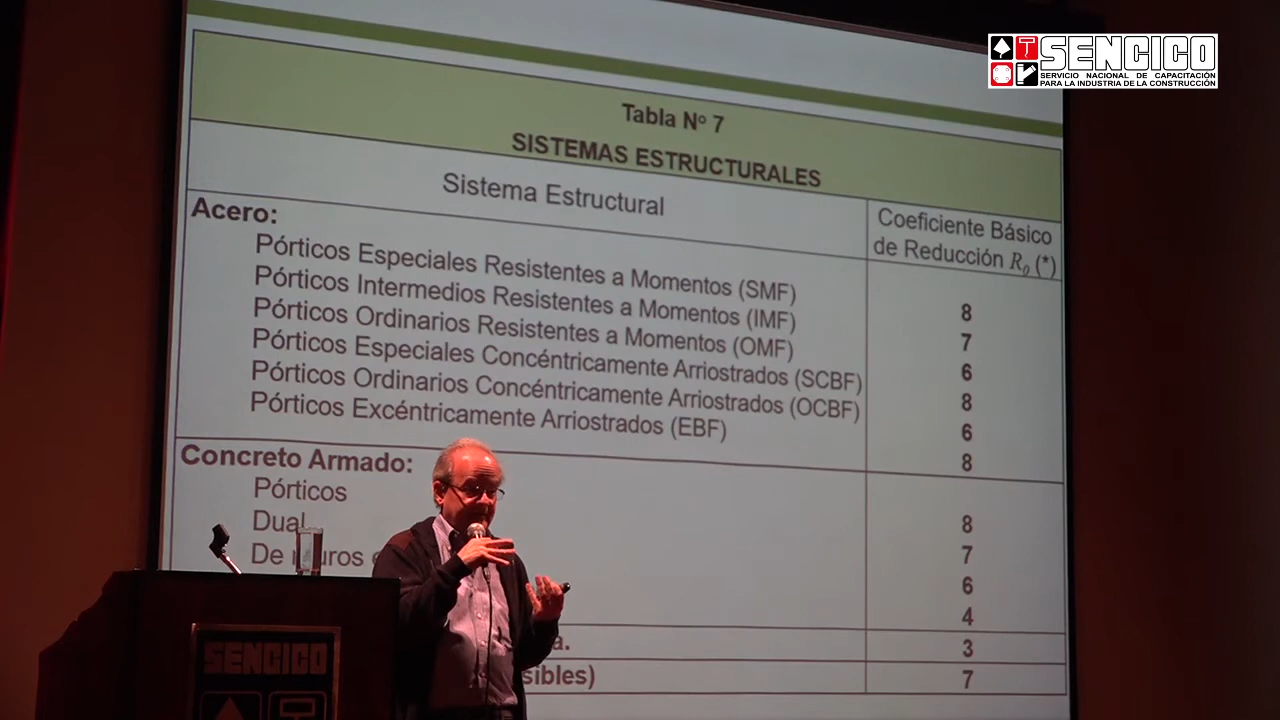 SENCICO
SERVICIO NACIONAL DE CAPACITACIÓN
PARA LA INDUSTRIA DE LA CONSTRUCCIÓN
Tabla Nº 7
SISTEMAS ESTRUCTURALES
Sistema Estructural
Coeficiente Básico
de Reducción R₀ (*)
Acero:
Pórticos Especiales Resistentes a Momentos (SMF) 8
Pórticos Intermedios Resistentes a Momentos (IMF) 7
Pórticos Ordinarios Resistentes a Momentos (OMF) 6
Pórticos Especiales Concéntricamente Arriostrados (SCBF) 8
Pórticos Ordinarios Concéntricamente Arriostrados (OCBF) 6
Pórticos Excéntricamente Arriostrados (EBF) 8
Concreto Armado:
Pórticos 8
Dual 7
De muros 6
4
3
7
SENCICO